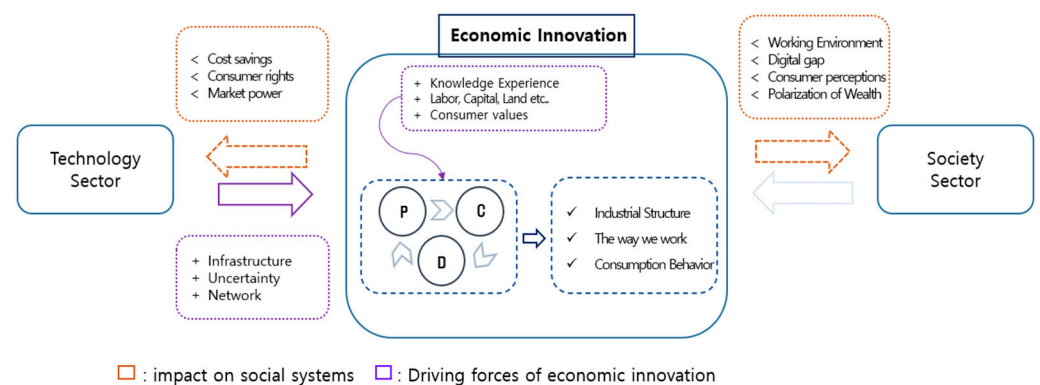 Economic Innovation
< Cost savings
< Consumer rights
< Market power
+ Knowledge Experience
+ Labor, Capital, Land etc..
+ Consumer values
< Working Environment
< Digital gap
< Consumer perceptions
< Polarization of Wealth
Technology
Sector
Society
Sector
P
C
D
✓ Industrial Structure
✓ The way we work
✓ Consumption Behavior
+ Infrastructure
+ Uncertainty
+ Network
: impact on social systems
: Driving forces of economic innovation